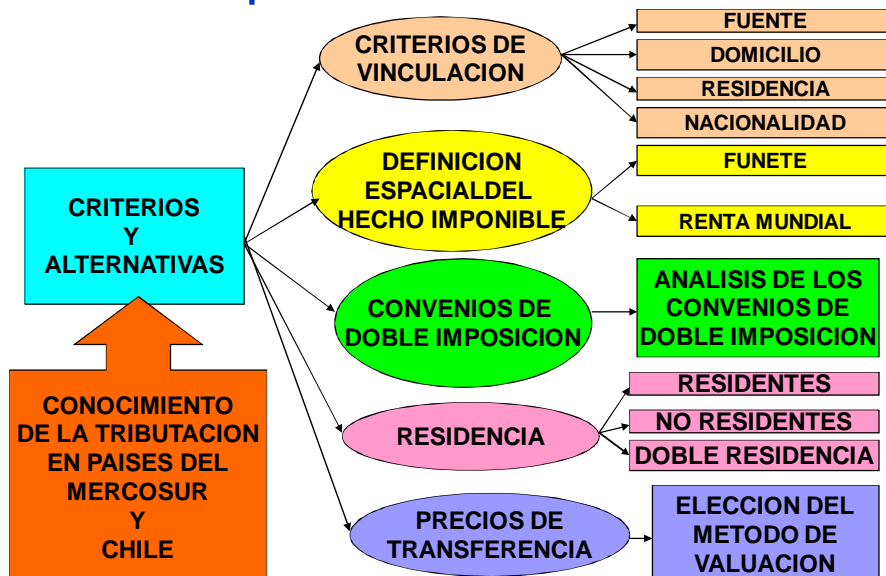 CRITERIOS DE
VINCULACION
FUENTE
DOMICILIO
RESIDENCIA
NACIONALIDAD
DEFINICION
ESPACIALDEL
HECHO IMPONIBLE
FUNETE
RENTA MUNDIAL
CRITERIOS
Y
ALTERNATIVAS
CONVENIOS DE
DOBLE IMPOSICION
ANALISIS DE LOS
CONVENIOS DE
DOBLE IMPOSICION
CONOCIMIENTO
DE LA TRIBUTACION
EN PAISES DEL
MERCOSUR
Y
CHILE
RESIDENCIA
RESIDENTES
NO RESIDENTES
DOBLE RESIDENCIA
PRECIOS DE
TRANSFERENCIA
ELECCION DEL
METODO DE
VALUACION